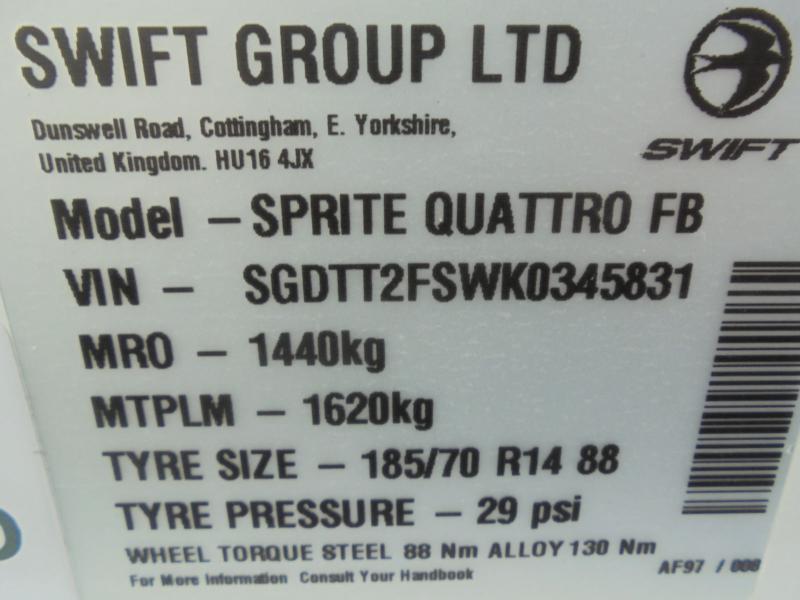 SWIFT GROUP LTD
Dunswell Road, Cottingham, E. Yorkshire,
United Kingdom. HU16 4JX
SWIFT
Model – SPRITE QUATTRO FB
VIN – SGDTT2FSWK0345831
MRO – 1440kg
MTPLM – 1620kg
TYRE SIZE – 185/70 R14 88
TYRE PRESSURE – 29 psi
WHEEL TORQUE STEEL 88 Nm ALLOY 130 Nm
For More Information Consult Your Handbook
AF97 / 008